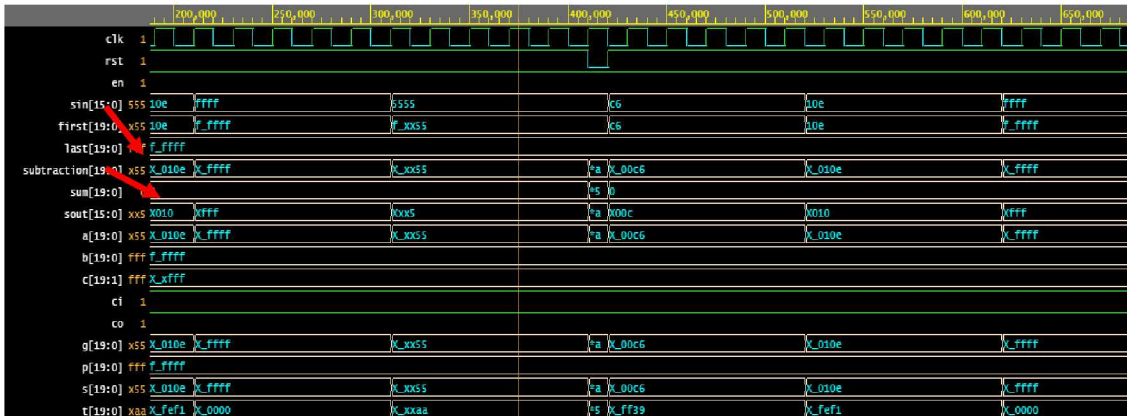 200,000 250,000 300,000 350,000 400,000 450,000 500,000 550,000 600,000 650,000
clk 1
rst 1
en 1
sin[15:0] 555 10e ffff 5555 c6 10e ffff
first[19:0] x55 10e f_ffff f_xx55 c6 10e f_ffff
last[19:0] f_ffff
subtraction[19:0] x55 X_010e X_ffff X_xx55 *a X_00c6 X_010e X_ffff
sum[19:0] *5 0
sout[15:0] xx5 X010 Xfff Xxx5 *a X00c X010 Xfff
a[19:0] x55 X_010e X_ffff X_xx55 *a X_00c6 X_010e X_ffff
b[19:0] fff f_ffff
c[19:1] fff X_xfff
ci 1
co 1
g[19:0] x55 X_010e X_ffff X_xx55 *a X_00c6 X_010e X_ffff
p[19:0] fff f_ffff
s[19:0] x55 X_010e X_ffff X_xx55 *a X_00c6 X_010e X_ffff
t[19:0] xaa X_fef1 X_0000 X_xxaa *5 X_ff39 X_fef1 X_0000